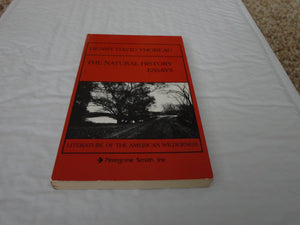 HENRY DAVID THOREAU
THE NATURAL HISTORY
ESSAYS
LITERATURE OF THE AMERICAN WILDERNESS
Peregrine Smith, Inc.